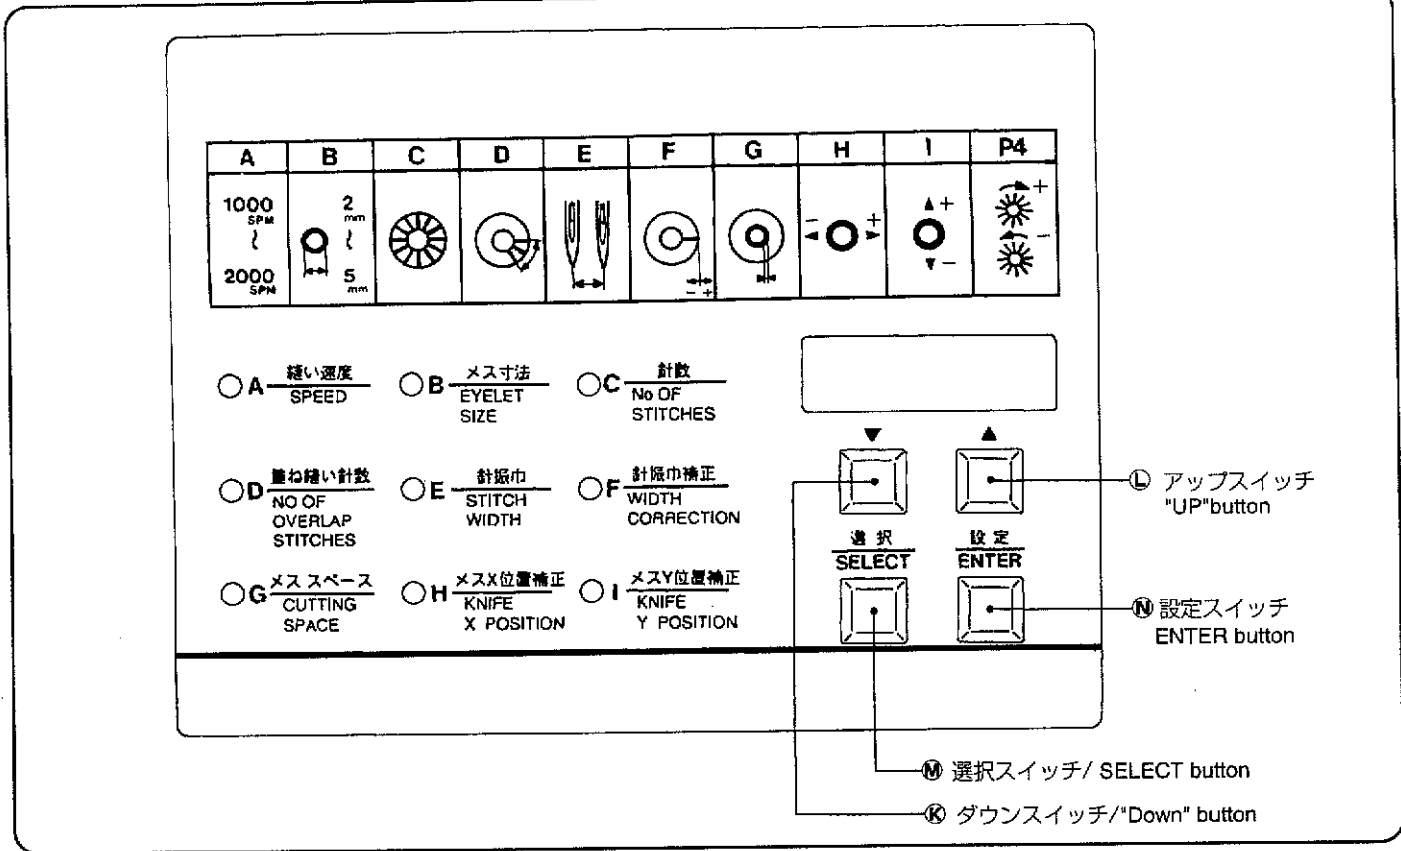 A B C D E F G H I P4
1000 SPM
2000 SPM
2 mm
5 mm
- +
- +
+
-
+
-
A 縫い速度
SPEED
B メス寸法
EYELET
SIZE
C 針数
No OF
STITCHES
D 重ね縫い針数
NO OF
OVERLAP
STITCHES
E 針振巾
STITCH
WIDTH
F 針振巾補正
WIDTH
CORRECTION
G メス スペース
CUTTING
SPACE
H メスX位置補正
KNIFE
X POSITION
I メスY位置補正
KNIFE
Y POSITION
▼ ▲
選択
SELECT
設定
ENTER
Ⓛ アップスイッチ
"UP"button
Ⓝ 設定スイッチ
ENTER button
Ⓜ 選択スイッチ/ SELECT button
Ⓚ ダウンスイッチ/"Down" button